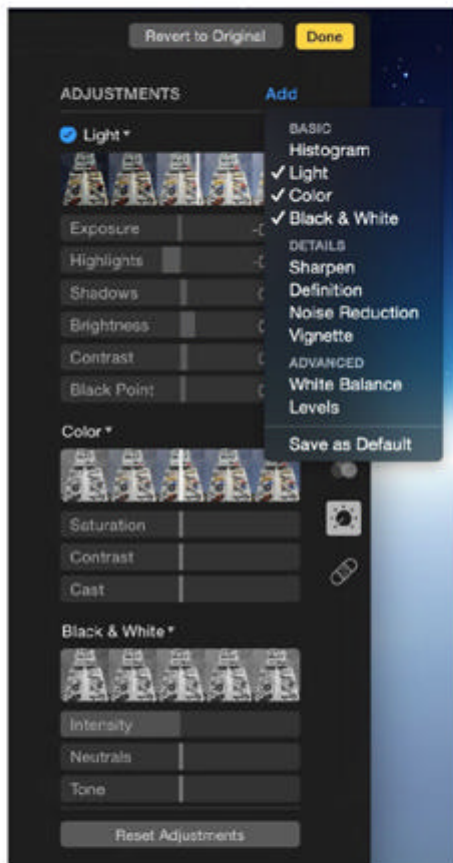 Revert to Original
Done
ADJUSTMENTS
Add
Light
Exposure
Highlights
Shadows
Brightness
Contrast
Black Point
BASIC
Histogram
✓ Light
✓ Color
✓ Black & White
DETAILS
Sharpen
Definition
Noise Reduction
Vignette
ADVANCED
White Balance
Levels
Save as Default
Color
Saturation
Contrast
Cast
Black & White
Intensity
Neutrals
Tone
Reset Adjustments